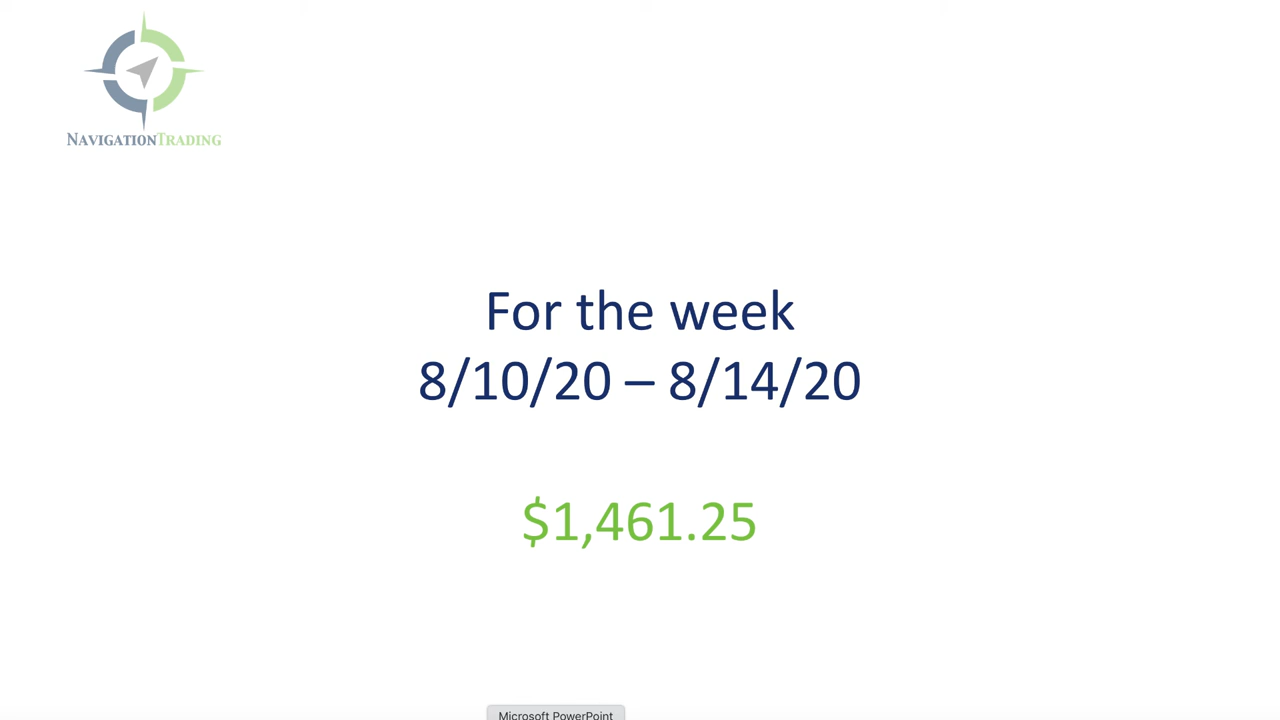 NAVIGATIONTRADING
For the week
8/10/20 – 8/14/20
$1,461.25
Microsoft PowerPoint